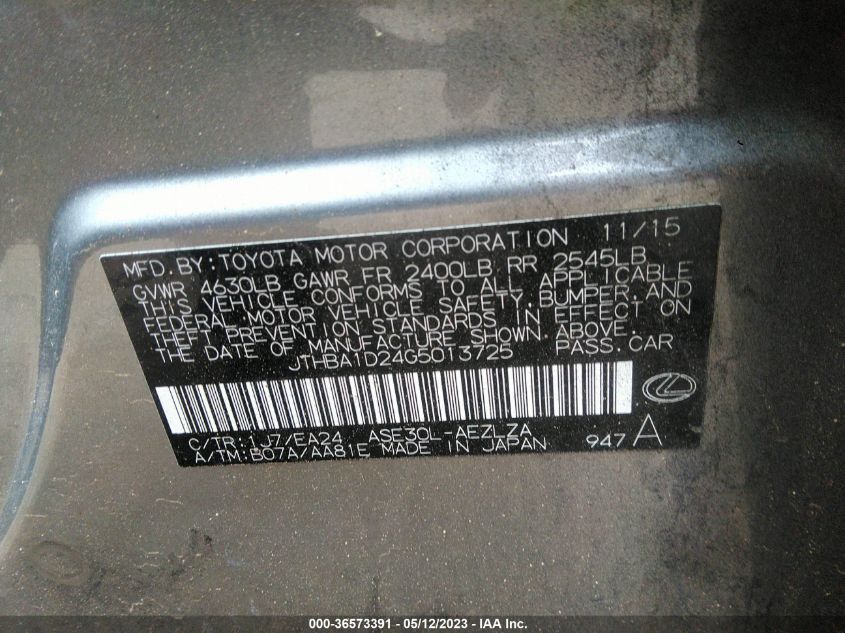 MFD.BY:TOYOTA MOTOR CORPORATION 11/15
GVWR 4630LB GAWR FR 2400LB RR 2545LB
THIS VEHICLE CONFORMS TO ALL APPLICABLE
FEDERAL MOTOR VEHICLE SAFETY,BUMPER,AND
THEFT PREVENTION STANDARDS IN EFFECT ON
THE DATE OF MANUFACTURE SHOWN ABOVE.
JTHBA1D24G5013725 PASS.CAR
C/TR:1J7/EA24 ASE30L-AEZLZA
A/TM:B07A/AA81E MADE IN JAPAN 947 A
000-36573391 - 05/12/2023 - IAA Inc.